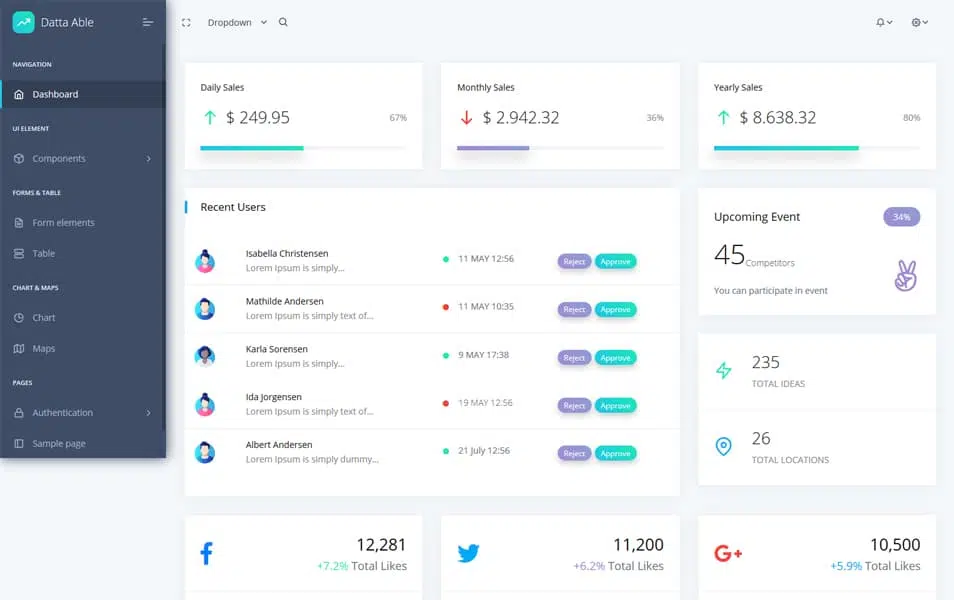 Datta Able
NAVIGATION
Dashboard
UI ELEMENT
Components
FORMS & TABLE
Form elements
Table
CHART & MAPS
Chart
Maps
PAGES
Authentication
Sample page
Dropdown
Daily Sales
$ 249.95
67%
Monthly Sales
$ 2.942.32
36%
Yearly Sales
$ 8.638.32
80%
Recent Users
Isabella Christensen
Lorem Ipsum is simply...
11 MAY 12:56
Reject Approve
Mathilde Andersen
Lorem Ipsum is simply text of...
11 MAY 10:35
Reject Approve
Karla Sorensen
Lorem Ipsum is simply...
9 MAY 17:38
Reject Approve
Ida Jorgensen
Lorem Ipsum is simply text of...
19 MAY 12:56
Reject Approve
Albert Andersen
Lorem Ipsum is simply dummy...
21 July 12:56
Reject Approve
Upcoming Event
34%
45 Competitors
You can participate in event
235
TOTAL IDEAS
26
TOTAL LOCATIONS
12,281
+7.2% Total Likes
11,200
+6.2% Total Likes
G+
10,500
+5.9% Total Likes